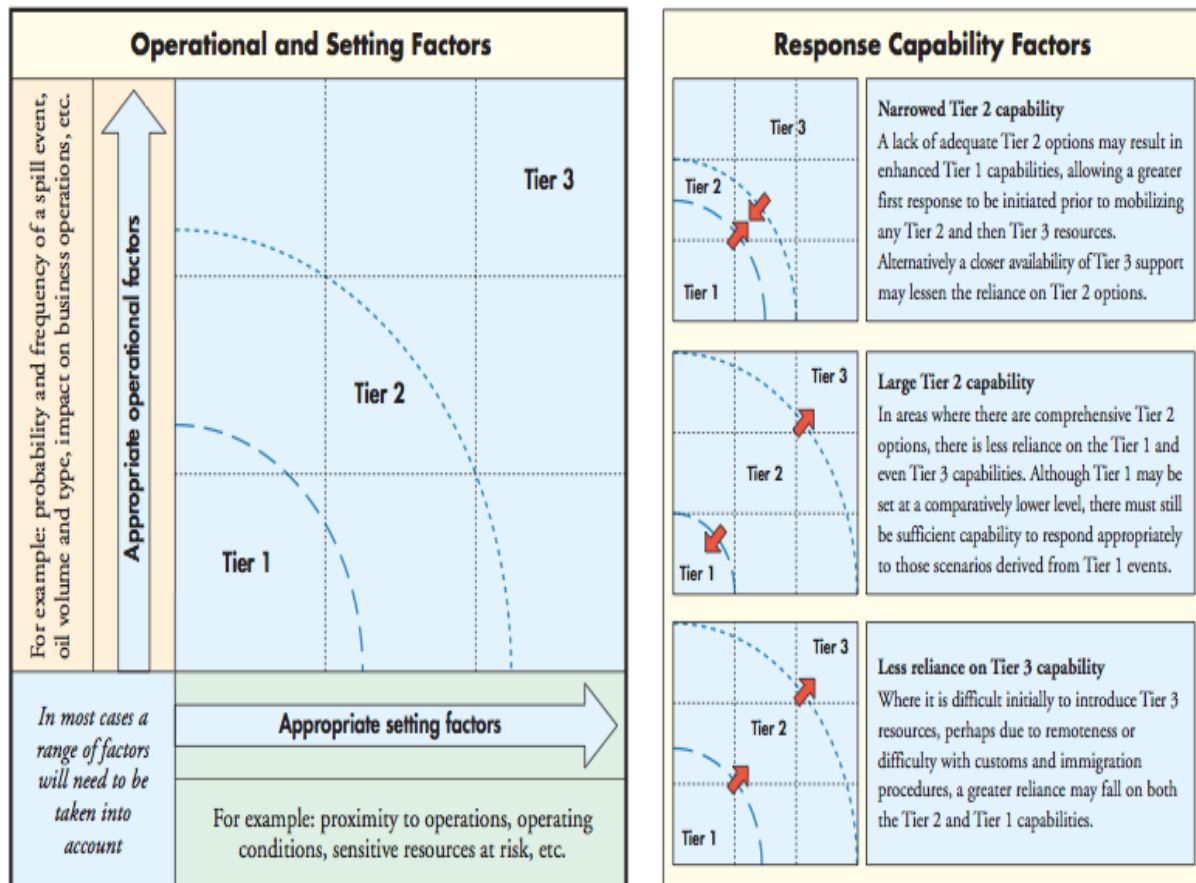 Operational and Setting Factors
For example: probability and frequency of a spill event,
oil volume and type, impact on business operations, etc.
Appropriate operational factors
Tier 3
Tier 2
Tier 1
In most cases a
range of factors
will need to be
taken into
account
Appropriate setting factors
For example: proximity to operations, operating
conditions, sensitive resources at risk, etc.
Response Capability Factors
Tier 3
Tier 2
Tier 1
Narrowed Tier 2 capability
A lack of adequate Tier 2 options may result in
enhanced Tier 1 capabilities, allowing a greater
first response to be initiated prior to mobilizing
any Tier 2 and then Tier 3 resources.
Alternatively a closer availability of Tier 3 support
may lessen the reliance on Tier 2 options.
Tier 3
Tier 2
Tier 1
Large Tier 2 capability
In areas where there are comprehensive Tier 2
options, there is less reliance on the Tier 1 and
even Tier 3 capabilities. Although Tier 1 may be
set at a comparatively lower level, there must still
be sufficient capability to respond appropriately
to those scenarios derived from Tier 1 events.
Tier 3
Tier 2
Tier 1
Less reliance on Tier 3 capability
Where it is difficult initially to introduce Tier 3
resources, perhaps due to remoteness or
difficulty with customs and immigration
procedures, a greater reliance may fall on both
the Tier 2 and Tier 1 capabilities.